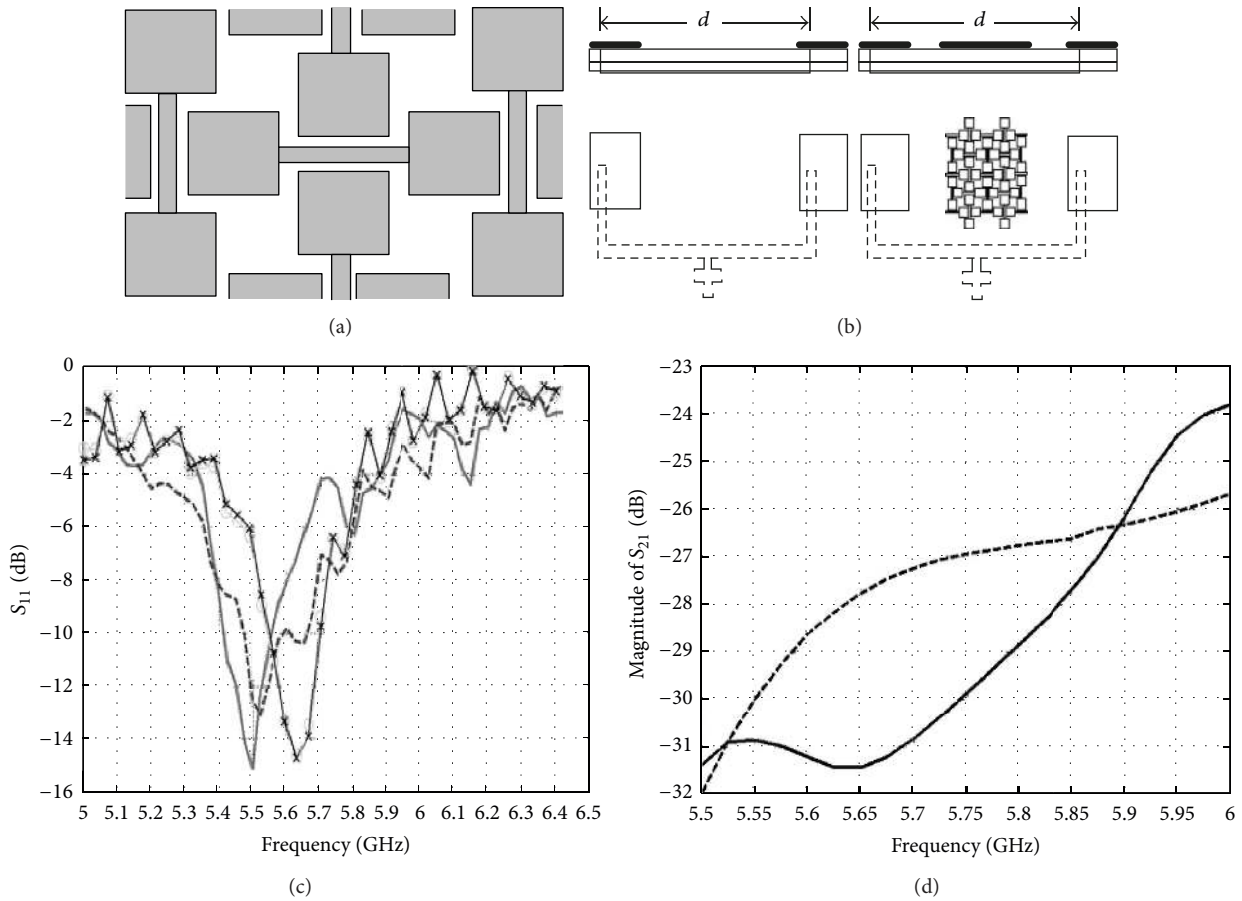 d
d
(a)
(b)
0
−2
−4
−6
−8
−10
−12
−14
−16
S11 (dB)
5 5.1 5.2 5.3 5.4 5.5 5.6 5.7 5.8 5.9 6 6.1 6.2 6.3 6.4 6.5
Frequency (GHz)
(c)
−23
−24
−26
−27
−28
−29
−30
−31
−32
Magnitude of S21 (dB)
5.5 5.55 5.6 5.65 5.7 5.75 5.8 5.85 5.9 5.95 6
Frequency (GHz)
(d)